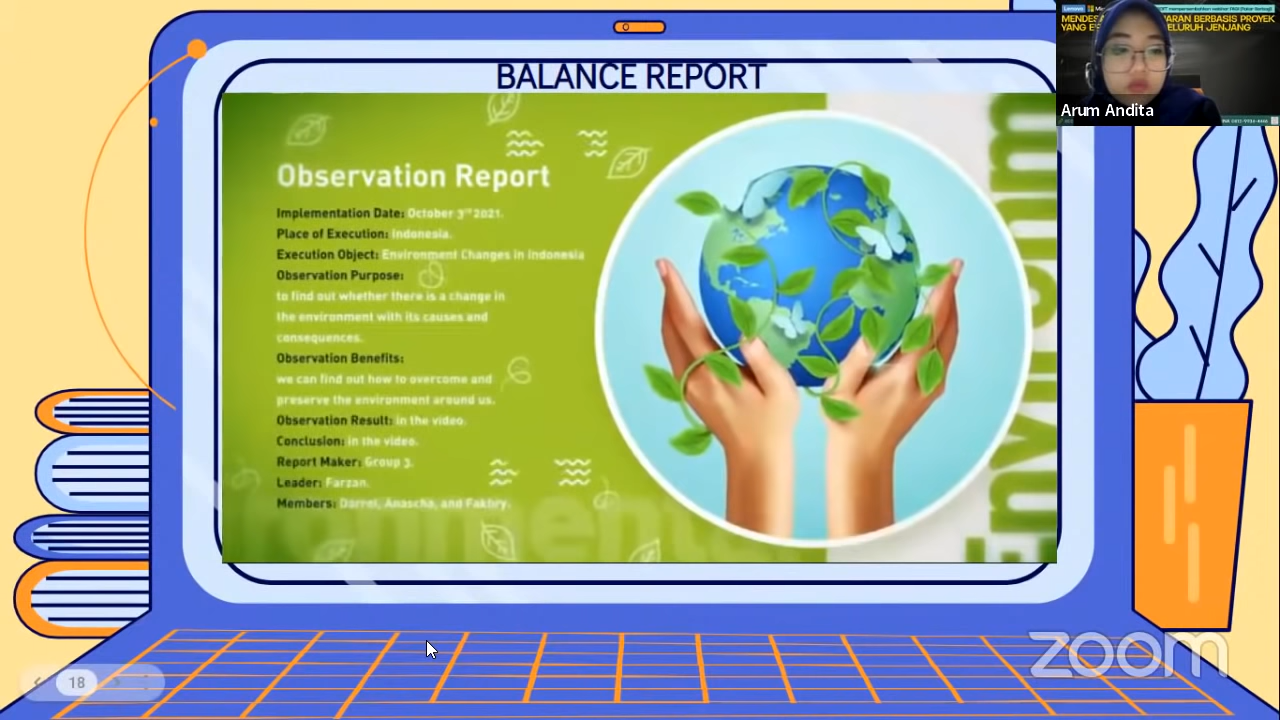 BALANCE REPORT
Observation Report
Implementation Date: October 3rd 2021.
Place of Execution: Indonesia.
Execution Object: Environment Changes in Indonesia
Observation Purpose:
to find out whether there is a change in
the environment with its causes and
consequences.
Observation Benefits:
we can find out how to overcome and
preserve the environment around us.
Observation Result: in the video.
Conclusion: in the video.
Report Maker: Group 3.
Leader: Farzan.
Members: Darrel, Anascha, and Fakhry.
Lenovo
Arum Andita
18
zoom